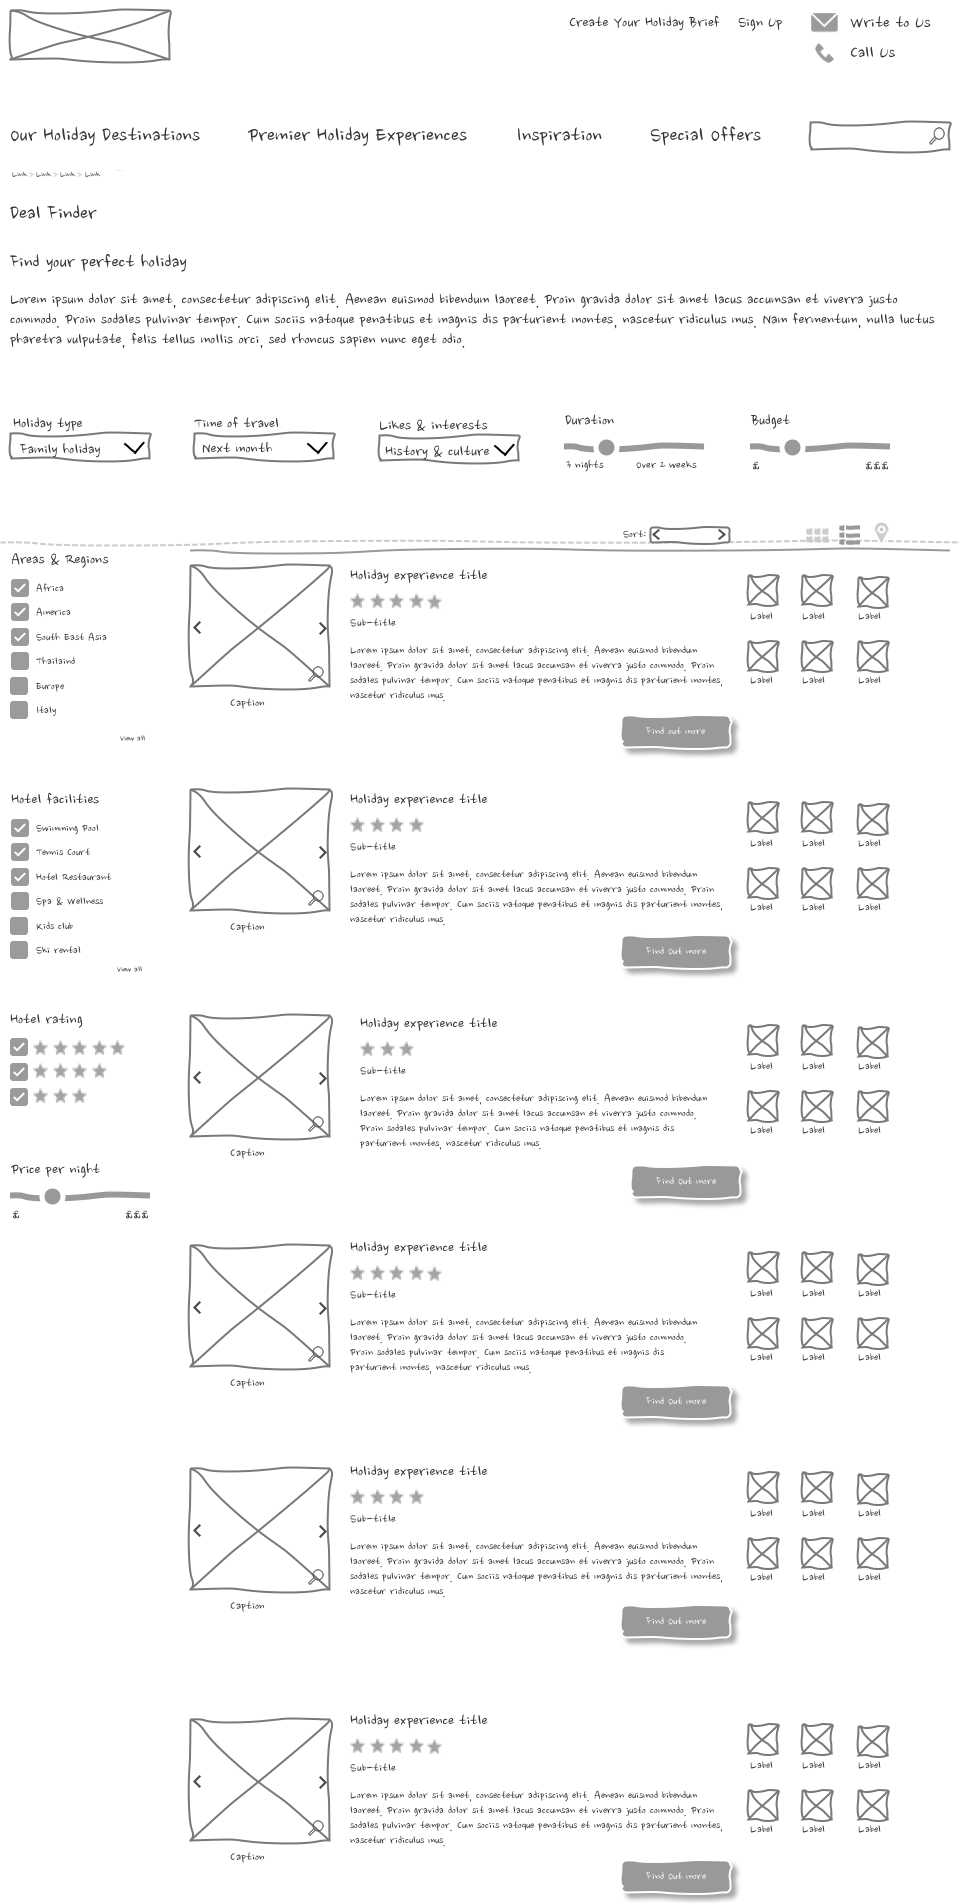 Create Your Holiday Brief Sign Up Write to Us
Call Us
Our Holiday Destinations Premier Holiday Experiences Inspiration Special Offers
Link > Link > Link > Link
Deal Finder
Find your perfect holiday
Lorem ipsum dolor sit amet, consectetur adipiscing elit. Aenean euismod bibendum laoreet. Proin gravida dolor sit amet lacus accumsan et viverra justo
commodo. Proin sodales pulvinar tempor. Cum sociis natoque penatibus et magnis dis parturient montes, nascetur ridiculus mus. Nam fermentum, nulla luctus
pharetra vulputate, felis tellus mollis orci, sed rhoncus sapien nunc eget odio.
Holiday type Time of travel Likes & interests Duration Budget
Family holiday Next month History & culture
3 nights Over 2 weeks £ £££
Sort:
Areas & Regions
Africa
America
South East Asia
Thailaind
Europe
Italy
View all
Hotel facilities
Swimming Pool
Tennis Court
Hotel Restaurant
Spa & Wellness
Kids club
Ski rental
View all
Hotel rating
Price per night
£ £££
Holiday experience title
Sub-title
Lorem ipsum dolor sit amet, consectetur adipiscing elit. Aenean euismod bibendum
laoreet. Proin gravida dolor sit amet lacus accumsan et viverra justo commodo. Proin
sodales pulvinar tempor. Cum sociis natoque penatibus et magnis dis parturient montes,
nascetur ridiculus mus.
Caption
Find out more
Label Label Label
Label Label Label
Holiday experience title
Sub-title
Lorem ipsum dolor sit amet, consectetur adipiscing elit. Aenean euismod bibendum
laoreet. Proin gravida dolor sit amet lacus accumsan et viverra justo commodo. Proin
sodales pulvinar tempor. Cum sociis natoque penatibus et magnis dis parturient montes,
nascetur ridiculus mus.
Caption
Find Out more
Label Label Label
Label Label Label
Holiday experience title
Sub-title
Lorem ipsum dolor sit amet, consectetur adipiscing elit. Aenean euismod bibendum
laoreet. Proin gravida dolor sit amet lacus accumsan et viverra justo commodo.
Proin sodales pulvinar tempor. Cum sociis natoque penatibus et magnis dis
parturient montes, nascetur ridiculus mus.
Caption
Find Out more
Label Label Label
Label Label Label
Holiday experience title
Sub-title
Lorem ipsum dolor sit amet, consectetur adipiscing elit. Aenean euismod bibendum
laoreet. Proin gravida dolor sit amet lacus accumsan et viverra justo commodo.
Proin sodales pulvinar tempor. Cum sociis natoque penatibus et magnis dis
parturient montes, nascetur ridiculus mus.
Caption
Find Out more
Label Label Label
Label Label Label
Holiday experience title
Sub-title
Lorem ipsum dolor sit amet, consectetur adipiscing elit. Aenean euismod bibendum
laoreet. Proin gravida dolor sit amet lacus accumsan et viverra justo commodo. Proin
sodales pulvinar tempor. Cum sociis natoque penatibus et magnis dis parturient montes,
nascetur ridiculus mus.
Caption
Find Out more
Label Label Label
Label Label Label
Holiday experience title
Sub-title
Lorem ipsum dolor sit amet, consectetur adipiscing elit. Aenean euismod bibendum
laoreet. Proin gravida dolor sit amet lacus accumsan et viverra justo commodo. Proin
sodales pulvinar tempor. Cum sociis natoque penatibus et magnis dis parturient montes,
nascetur ridiculus mus.
Caption
Find Out more
Label Label Label
Label Label Label